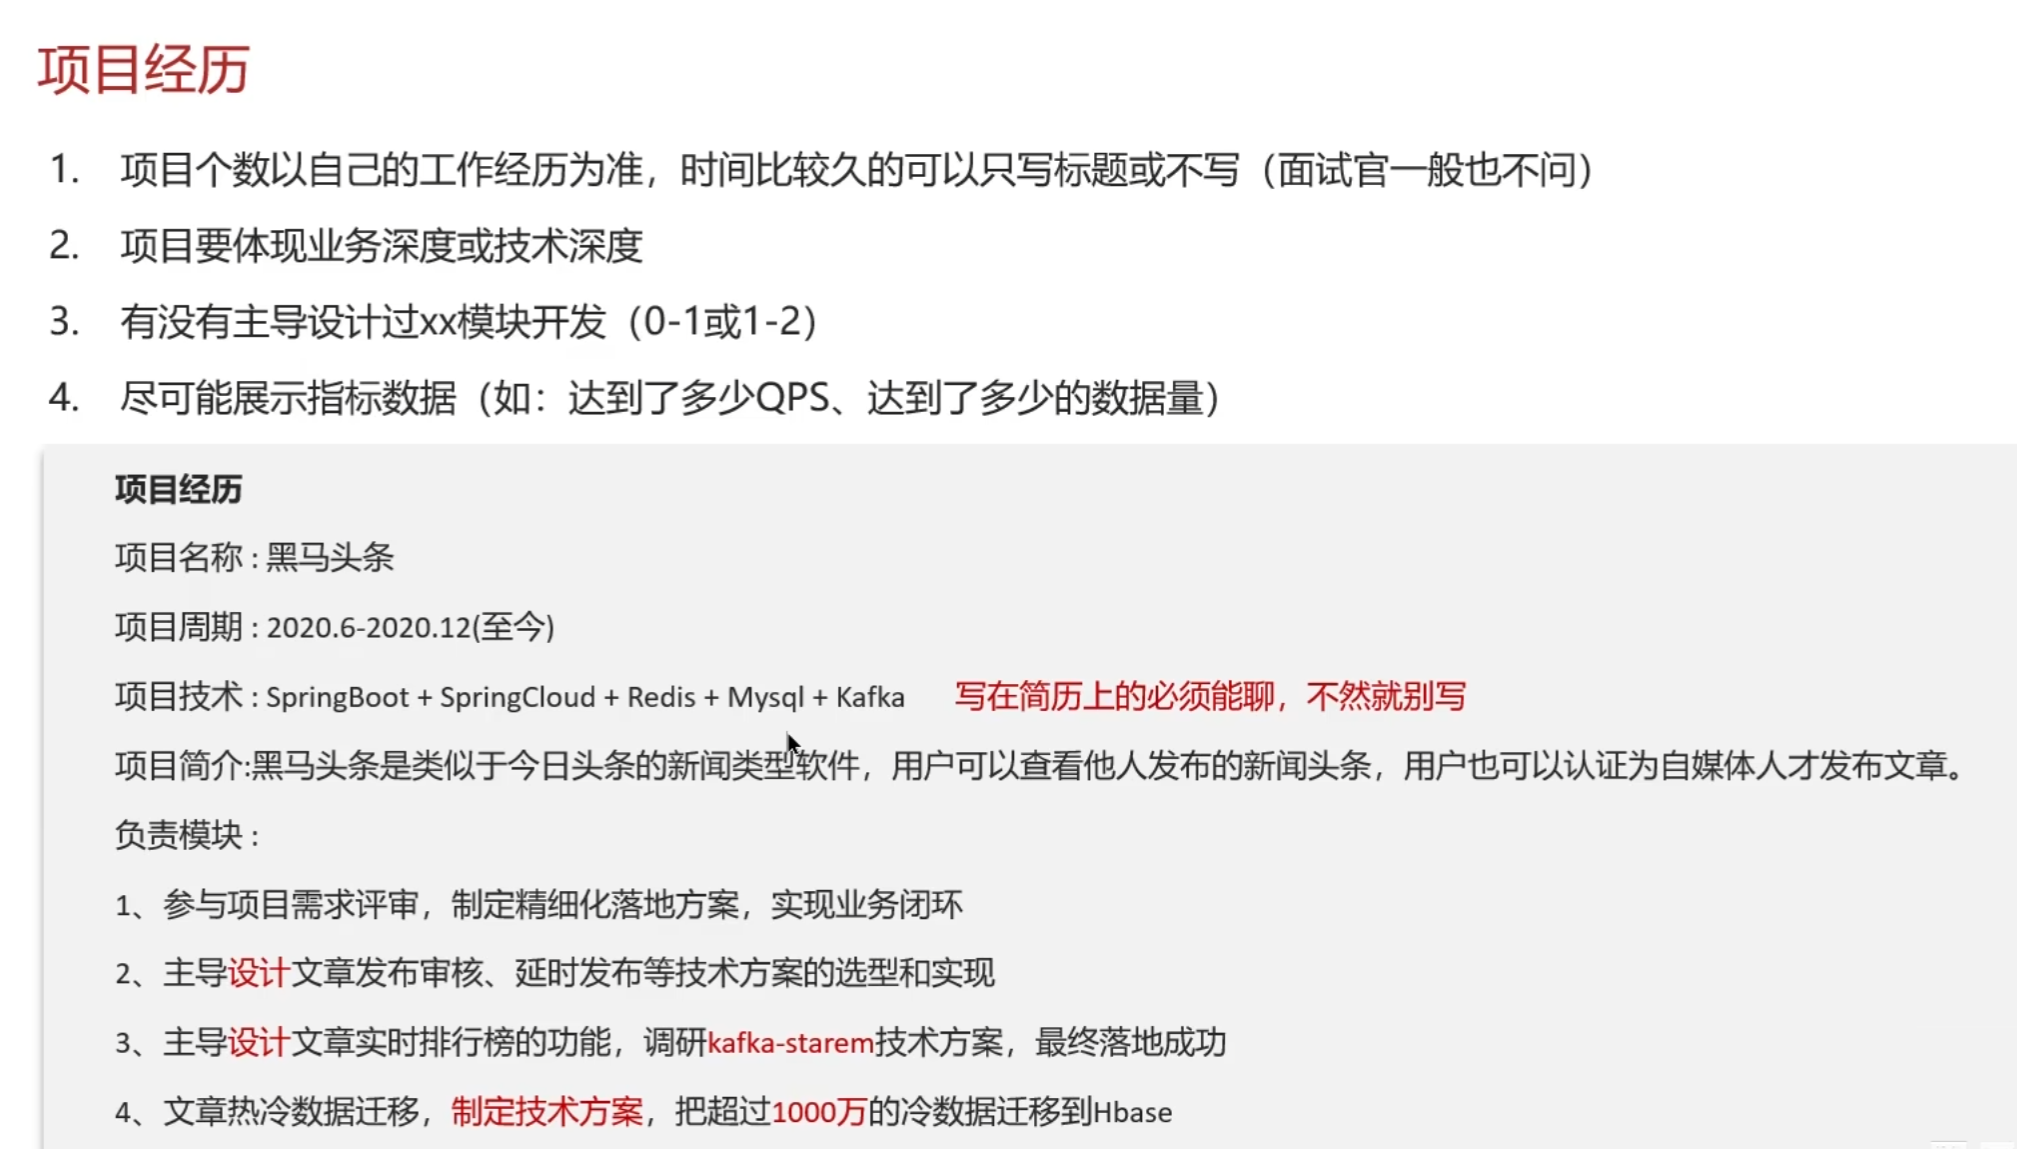 项目经历
1. 项目个数以自己的工作经历为准，时间比较久的可以只写标题或不写（面试官一般也不问）
2. 项目要体现业务深度或技术深度
3. 有没有主导设计过xx模块开发（0-1或1-2）
4. 尽可能展示指标数据（如：达到了多少QPS、达到了多少的数据量）
项目经历
项目名称 : 黑马头条
项目周期 : 2020.6-2020.12(至今)
项目技术 : SpringBoot + SpringCloud + Redis + Mysql + Kafka 写在简历上的必须能聊，不然就别写
项目简介:黑马头条是类似于今日头条的新闻类型软件，用户可以查看他人发布的新闻头条，用户也可以认证为自媒体人才发布文章。
负责模块 :
1、参与项目需求评审，制定精细化落地方案，实现业务闭环
2、主导设计文章发布审核、延时发布等技术方案的选型和实现
3、主导设计文章实时排行榜的功能，调研kafka-starem技术方案，最终落地成功
4、文章热冷数据迁移，制定技术方案，把超过1000万的冷数据迁移到Hbase